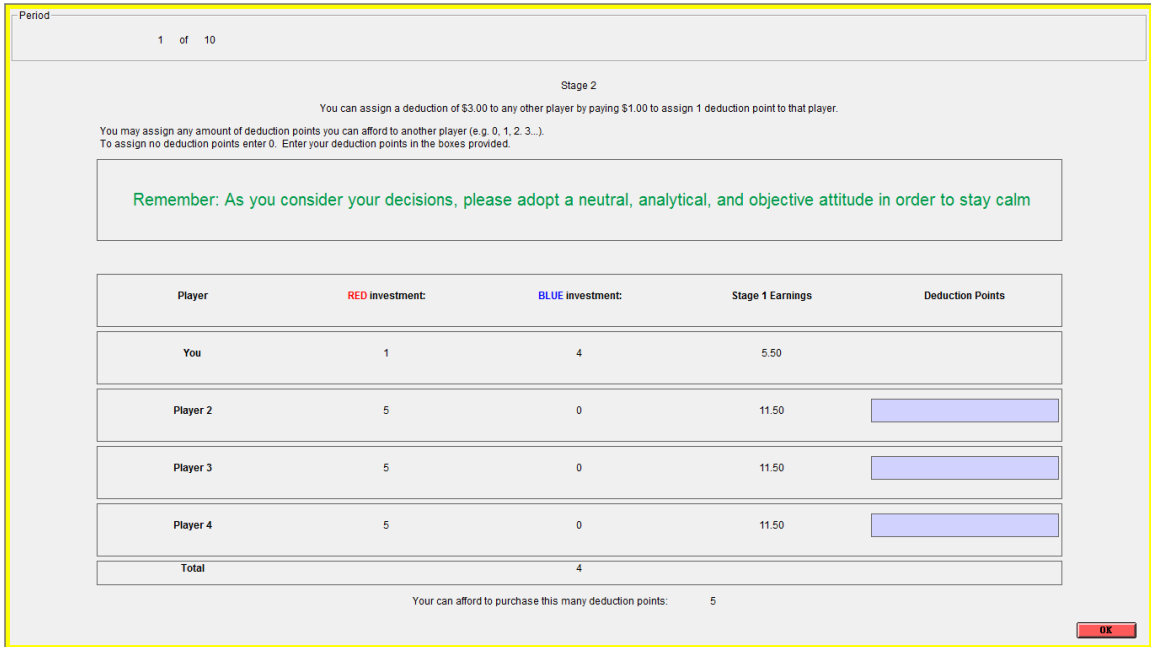 Period
1 of 10
Stage 2
You can assign a deduction of $3.00 to any other player by paying $1.00 to assign 1 deduction point to that player.
You may assign any amount of deduction points you can afford to another player (e.g. 0, 1, 2. 3...).
To assign no deduction points enter 0. Enter your deduction points in the boxes provided.
Remember: As you consider your decisions, please adopt a neutral, analytical, and objective attitude in order to stay calm
Player RED investment: BLUE investment: Stage 1 Earnings Deduction Points
You 1 4 5.50
Player 2 5 0 11.50
Player 3 5 0 11.50
Player 4 5 0 11.50
Total 4
Your can afford to purchase this many deduction points: 5
OK